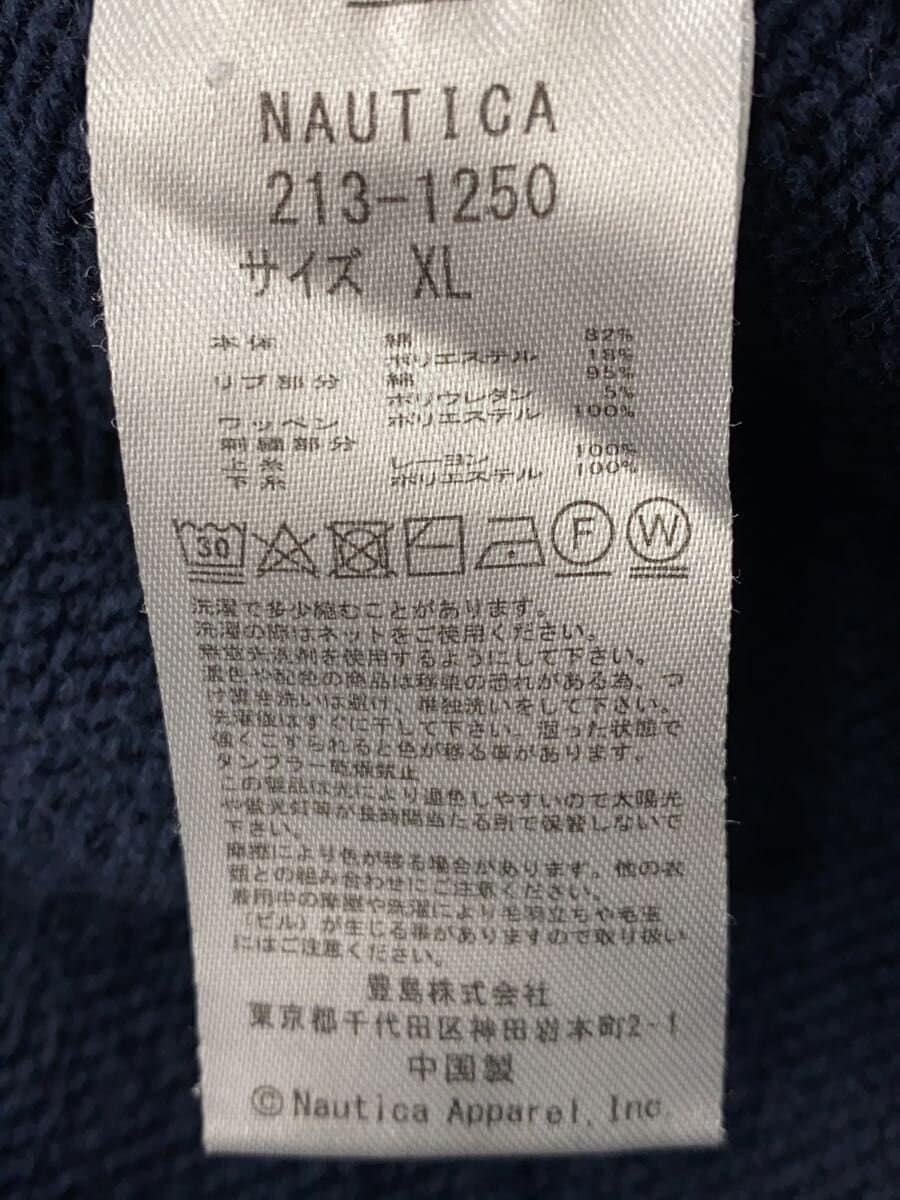 NAUTICA
213-1250
サイズ XL
本体 綿 82%
ポリエステル 18%
リブ部分 綿 95%
ポリウレタン 5%
ワッペン ポリエステル 100%
刺繍部分
上糸 レーヨン 100%
下糸 ポリエステル 100%
30 F W
洗濯で多少縮むことがあります。
洗濯の際はネットをご使用ください。
無蛍光洗剤を使用するようにして下さい。
濃色や配色の商品は移染の恐れがある為、つ
け置き洗いは避け、単独洗いをして下さい。
洗濯後はすぐに干して下さい。湿った状態で
強くこすられると色が移る事があります。
タンブラー乾燥禁止
この製品は光により退色しやすいので太陽光
や蛍光灯等が長時間当たる所で保管しないで
下さい。
摩擦により色が移る場合があります。他の衣
類との組み合わせにご注意ください。
着用中の摩擦や洗濯により毛羽立ちや毛玉
(ピル)が生じる事がありますので取り扱い
にはご注意ください。
豊島株式会社
東京都千代田区神田岩本町2-1
中国製
©Nautica Apparel, Inc